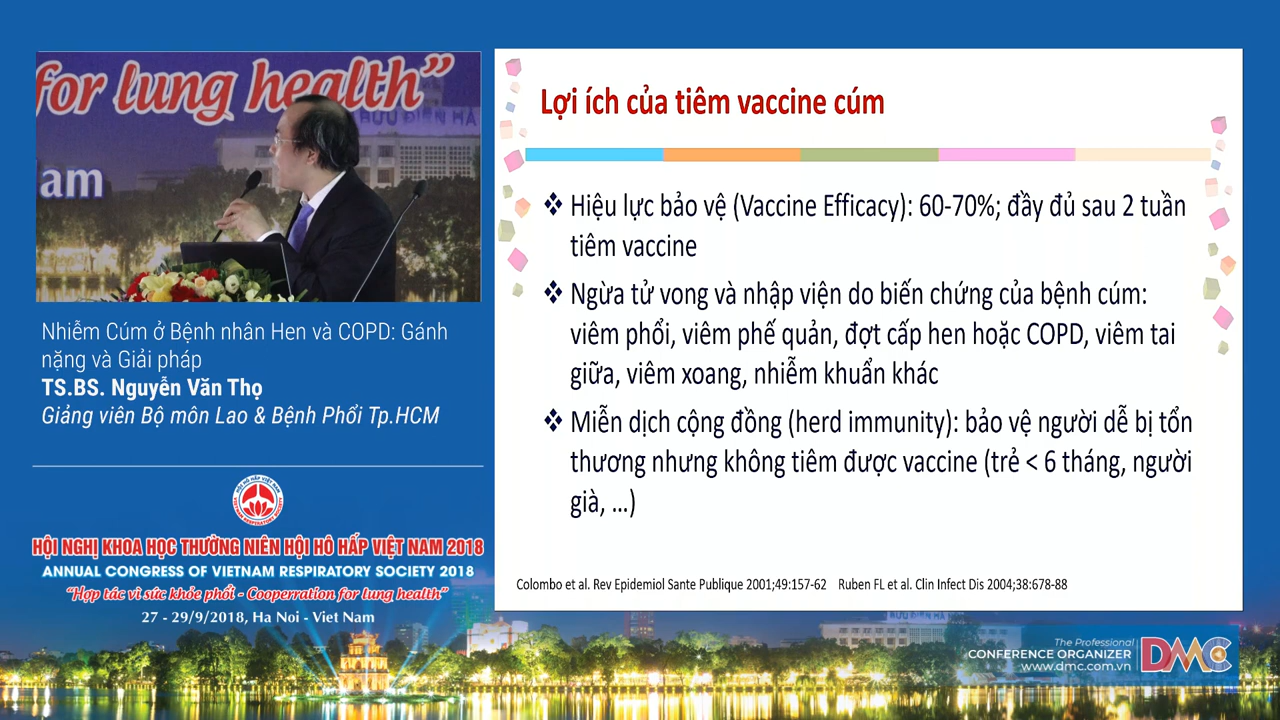 for lung health”
am
Nhiễm Cúm ở Bệnh nhân Hen và COPD: Gánh
nặng và Giải pháp
TS.BS. Nguyễn Văn Thọ
Giảng viên Bộ môn Lao & Bệnh Phổi Tp.HCM
HỘI NGHỊ KHOA HỌC THƯỜNG NIÊN HỘI HÔ HẤP VIỆT NAM 2018
ANNUAL CONGRESS OF VIETNAM RESPIRATORY SOCIETY 2018
“Hợp tác vì sức khỏe phổi - Cooperration for lung health”
27 - 29/9/2018, Ha Noi - Viet Nam
Lợi ích của tiêm vaccine cúm
❖ Hiệu lực bảo vệ (Vaccine Efficacy): 60-70%; đầy đủ sau 2 tuần
tiêm vaccine
❖ Ngừa tử vong và nhập viện do biến chứng của bệnh cúm:
viêm phổi, viêm phế quản, đợt cấp hen hoặc COPD, viêm tai
giữa, viêm xoang, nhiễm khuẩn khác
❖ Miễn dịch cộng đồng (herd immunity): bảo vệ người dễ bị tổn
thương nhưng không tiêm được vaccine (trẻ < 6 tháng, người
già, ...)
Colombo et al. Rev Epidemiol Sante Publique 2001;49:157-62 Ruben FL et al. Clin Infect Dis 2004;38:678-88
The Professional
CONFERENCE ORGANIZER
www.dmc.com.vn
DMC